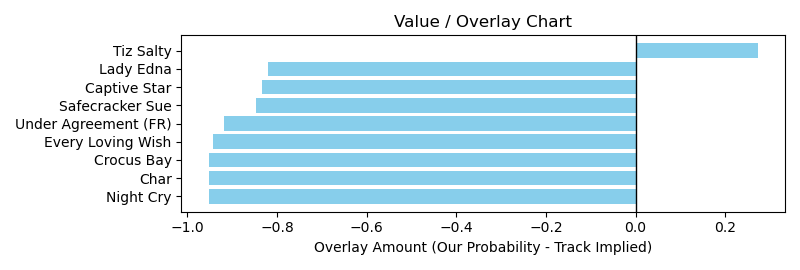 Value / Overlay Chart
Tiz Salty
Lady Edna
Captive Star
Safecracker Sue
Under Agreement (FR)
Every Loving Wish
Crocus Bay
Char
Night Cry
−1.0 −0.8 −0.6 −0.4 −0.2 0.0 0.2
Overlay Amount (Our Probability - Track Implied)